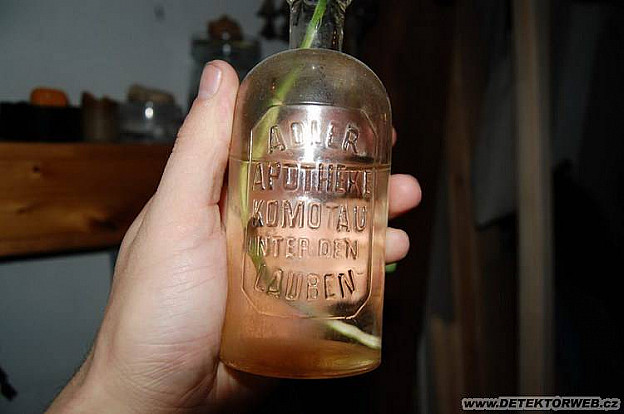 ADLER
APOTHEKE
KOMOTAU
UNTER DEN
LAUBEN
WWW.DETEKTORWEB.CZ